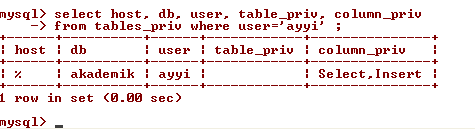 mysql> select host, db, user, table_priv, column_priv
    -> from tables_priv where user='ayyi' ;
+------+----------+------+------------+---------------+
| host | db       | user | table_priv | column_priv   |
+------+----------+------+------------+---------------+
| %    | akademik | ayyi |            | Select,Insert |
+------+----------+------+------------+---------------+
1 row in set (0.00 sec)
mysql> _